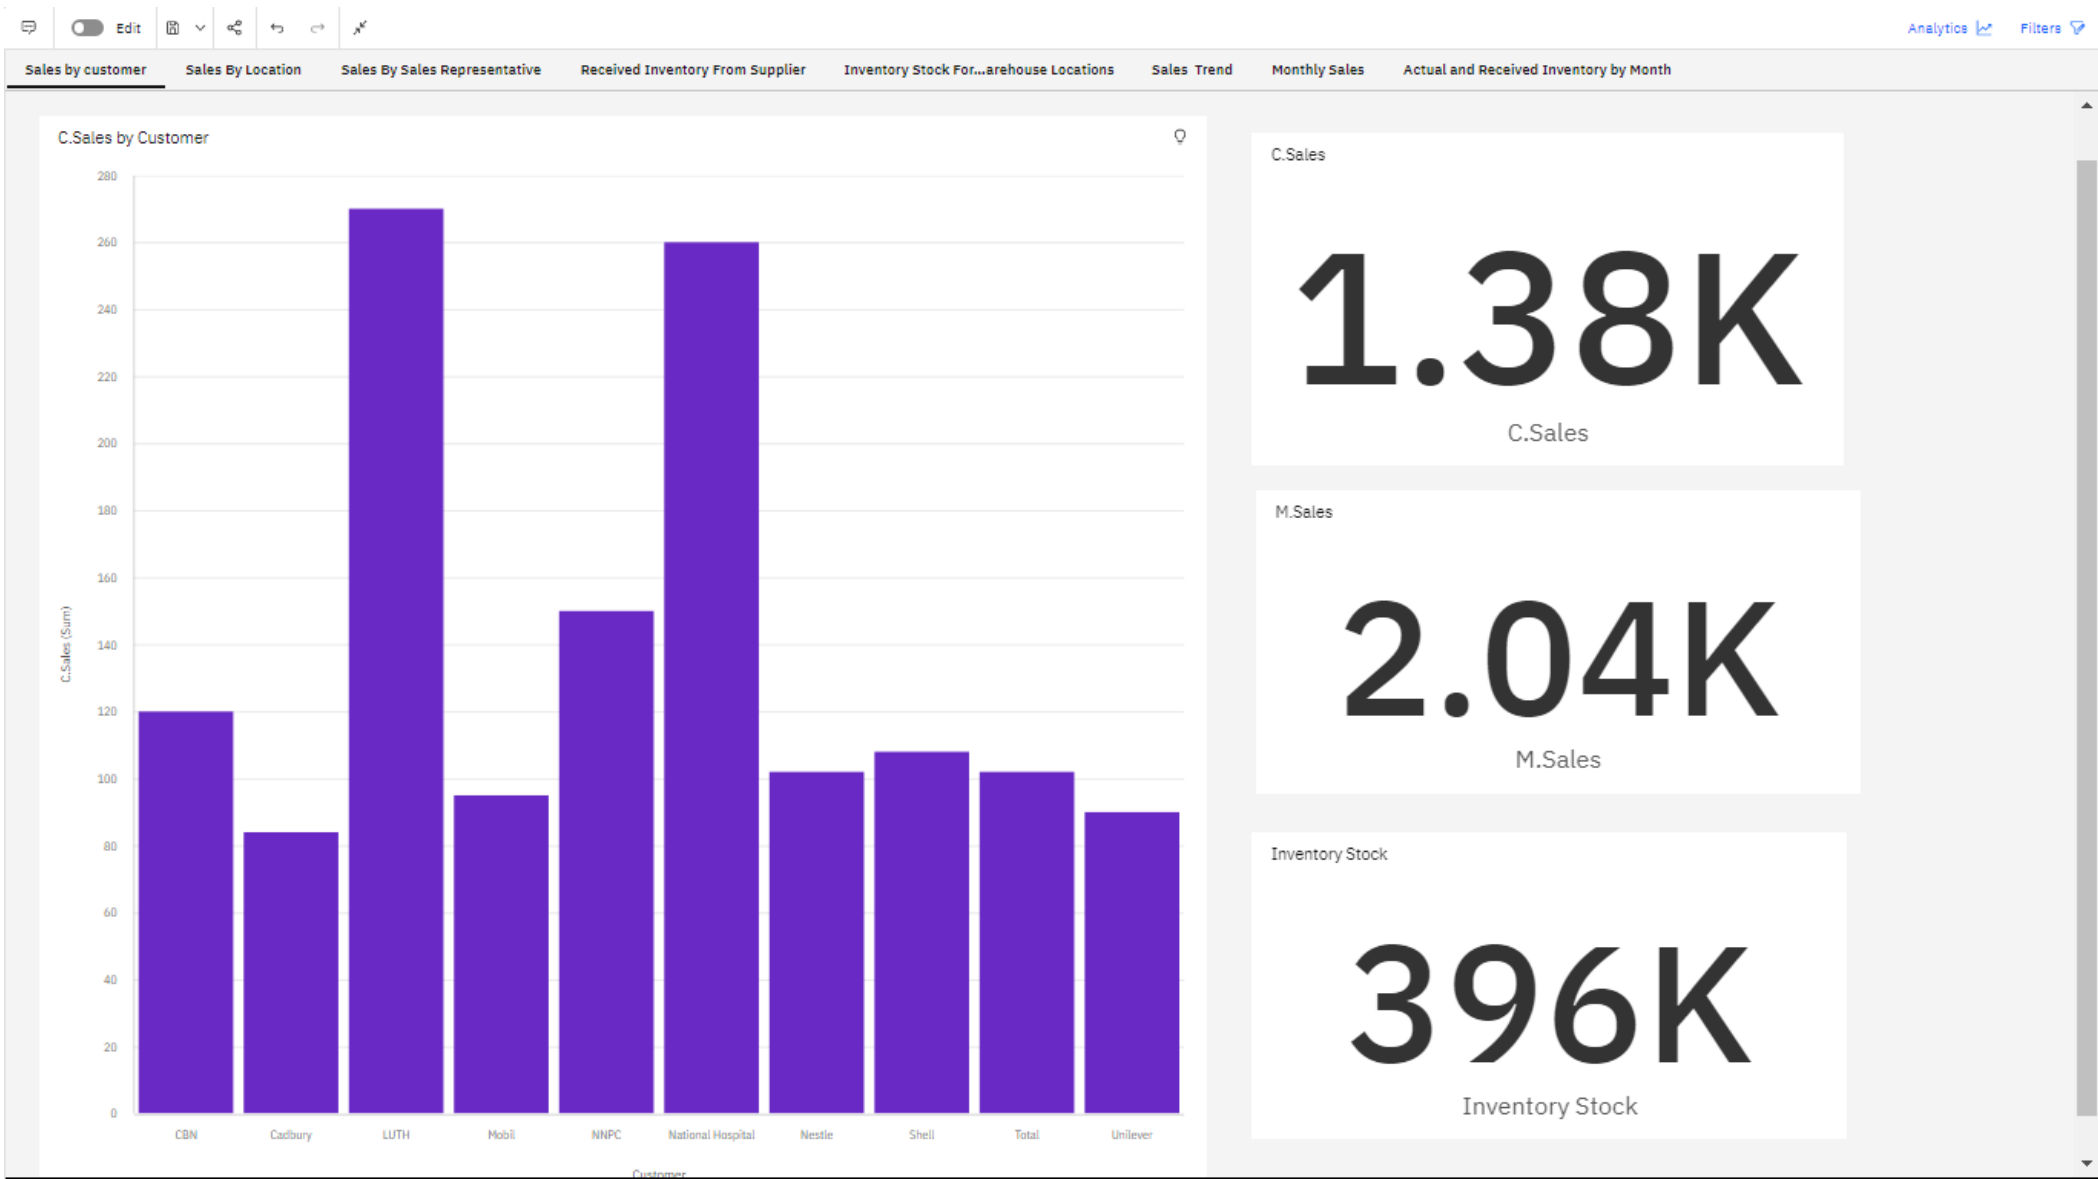 Edit
Analytics
Filters
Sales by customer
Sales By Location
Sales By Sales Representative
Received Inventory From Supplier
Inventory Stock For...arehouse Locations
Sales Trend
Monthly Sales
Actual and Received Inventory by Month
C.Sales by Customer
280
260
240
220
200
180
160
140
120
100
80
60
40
20
0
C.Sales (Sum)
CBN
Cadbury
LUTH
Mobil
NNPC
National Hospital
Nestle
Shell
Total
Unilever
Customer
C.Sales
1.38K
C.Sales
M.Sales
2.04K
M.Sales
Inventory Stock
396K
Inventory Stock